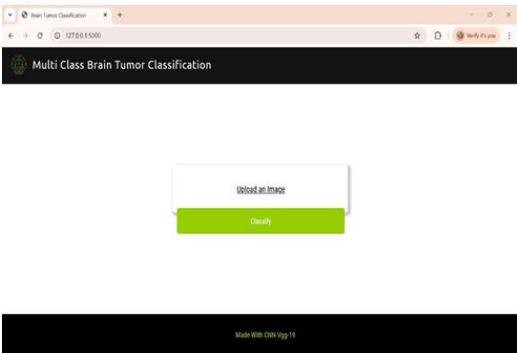 Brain Tumor Classification
127.0.0.1:5000
Verify it's you
Multi Class Brain Tumor Classification
Upload an Image
Classify
Made With CNN-Vgg-19